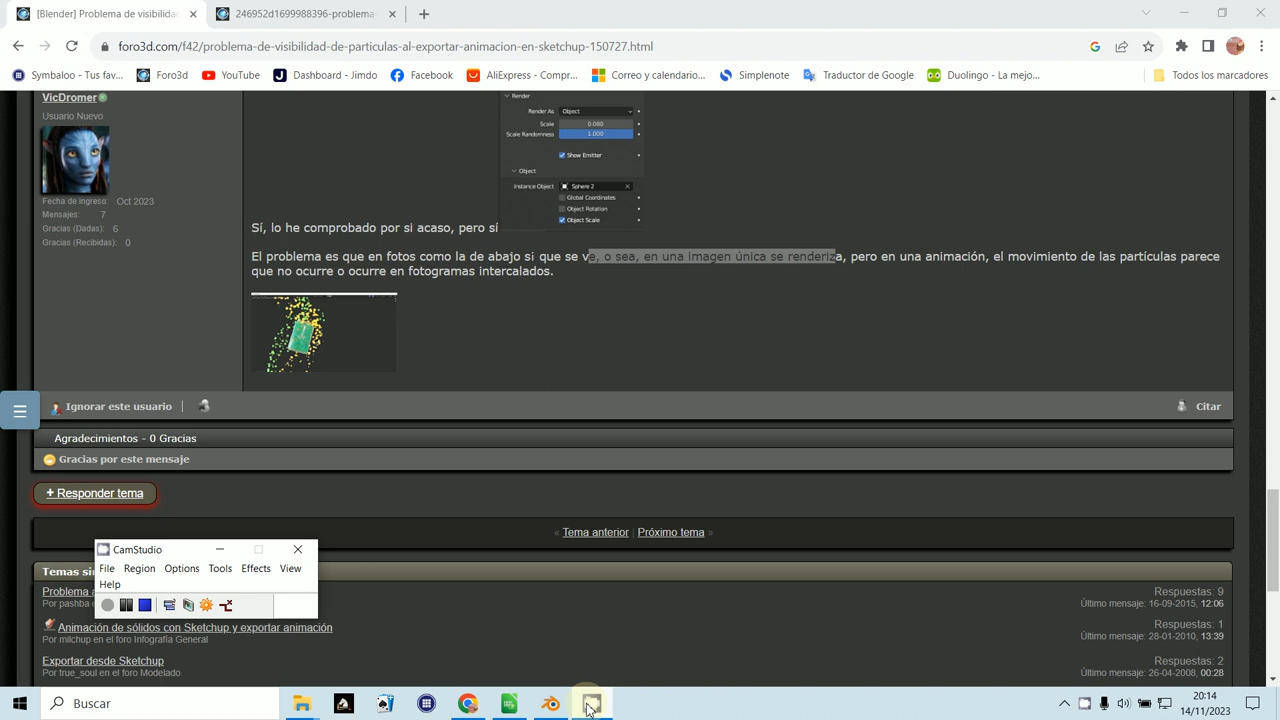 [Blender] Problema de visibilida
246952d1699988396-problema-
foro3d.com/f42/problema-de-visibilidad-de-particulas-al-exportar-animacion-en-sketchup-150727.html
Symbaloo - Tus fav...
Foro3d
YouTube
Dashboard - Jimdo
Facebook
AliExpress - Compr...
Correo y calendario...
Simplenote
Traductor de Google
Duolingo - La mejo...
Todos los marcadores
VicDromer
Usuario Nuevo
Fecha de ingreso: Oct 2023
Mensajes: 7
Gracias (Dadas): 6
Gracias (Recibidas): 0
Render
Render As Object
Scale 0.080
Scale Randomness 1.000
Show Emitter
Object
Instance Object Sphere 2
Global Coordinates
Object Rotation
Object Scale
Sí, lo he comprobado por si acaso, pero sí
El problema es que en fotos como la de abajo si que se ve, o sea, en una imagen única se renderiza, pero en una animación, el movimiento de las partículas parece
que no ocurre o ocurre en fotogramas intercalados.
Ignorar este usuario
Citar
Agradecimientos - 0 Gracias
Gracias por este mensaje
+ Responder tema
« Tema anterior | Próximo tema »
CamStudio
File Region Options Tools Effects View
Help
Temas si
Problema a
Por pashba
Respuestas: 9
Último mensaje: 16-09-2015, 12:06
Animación de sólidos con Sketchup y exportar animación
Por milchup en el foro Infografía General
Respuestas: 1
Último mensaje: 28-01-2010, 13:39
Exportar desde Sketchup
Por true_soul en el foro Modelado
Respuestas: 2
Último mensaje: 26-04-2008, 00:28
Buscar
20:14
14/11/2023